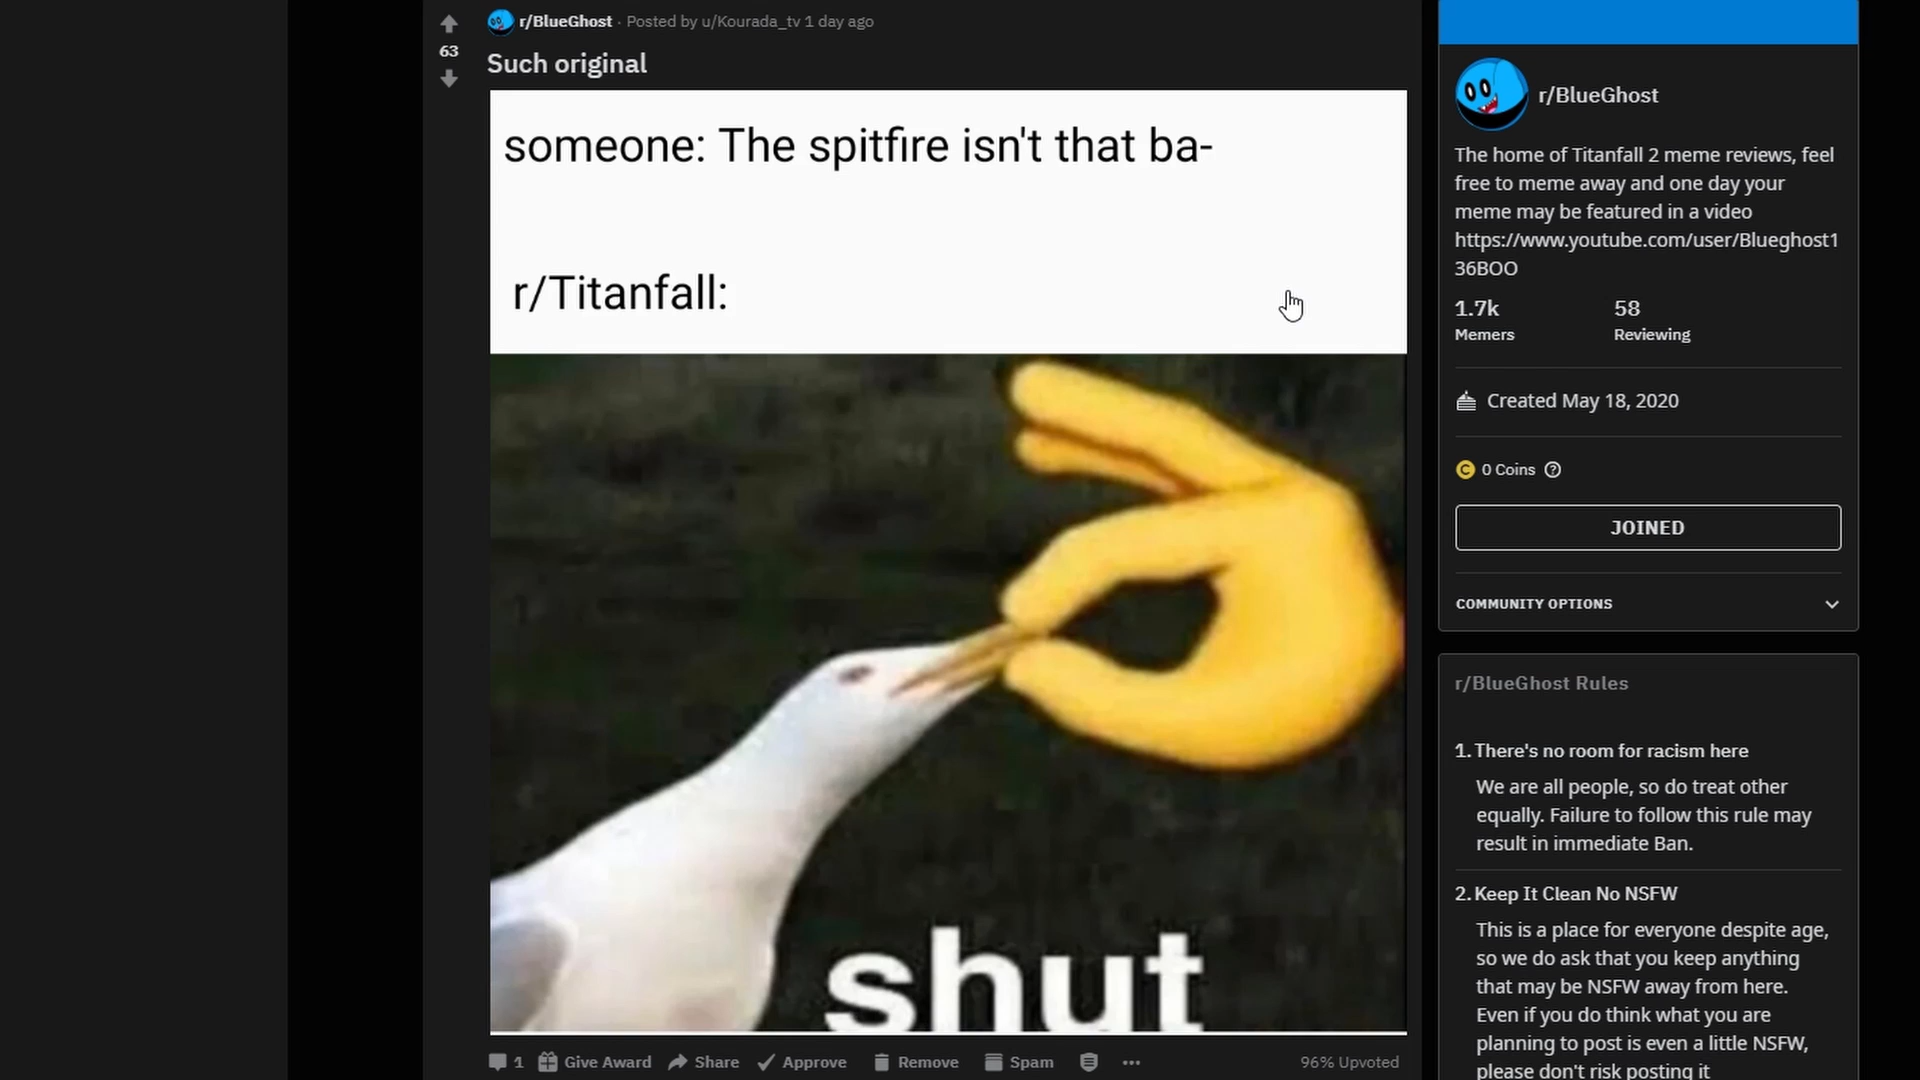 r/BlueGhost · Posted by u/Kourada_tv 1 day ago
63
Such original
someone: The spitfire isn't that ba-
r/Titanfall:
shut
1 Give Award Share Approve Remove Spam ••• 96% Upvoted
r/BlueGhost
The home of Titanfall 2 meme reviews, feel
free to meme away and one day your
meme may be featured in a video
https://www.youtube.com/user/Blueghost1
36BOO
1.7k 58
Memers Reviewing
Created May 18, 2020
C 0 Coins ?
JOINED
COMMUNITY OPTIONS
r/BlueGhost Rules
1. There's no room for racism here
We are all people, so do treat other
equally. Failure to follow this rule may
result in immediate Ban.
2. Keep It Clean No NSFW
This is a place for everyone despite age,
so we do ask that you keep anything
that may be NSFW away from here.
Even if you do think what you are
planning to post is even a little NSFW,
please don't risk posting it